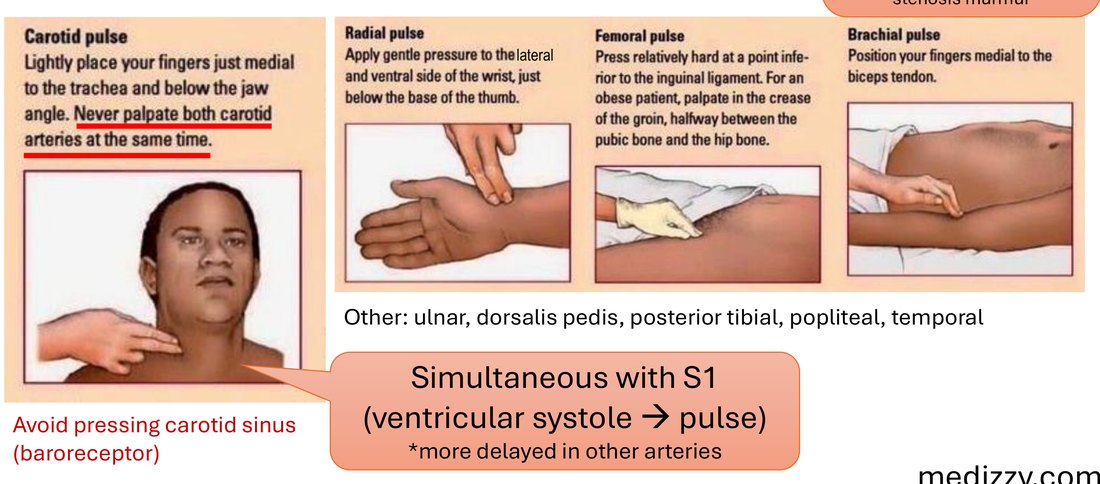 stenosis murmur
Carotid pulse
Lightly place your fingers just medial
to the trachea and below the jaw
angle. Never palpate both carotid
arteries at the same time.
Radial pulse
Apply gentle pressure to the lateral
and ventral side of the wrist, just
below the base of the thumb.
Femoral pulse
Press relatively hard at a point infe-
rior to the inguinal ligament. For an
obese patient, palpate in the crease
of the groin, halfway between the
pubic bone and the hip bone.
Brachial pulse
Position your fingers medial to the
biceps tendon.
Other: ulnar, dorsalis pedis, posterior tibial, popliteal, temporal
Simultaneous with S1
(ventricular systole → pulse)
*more delayed in other arteries
Avoid pressing carotid sinus
(baroreceptor)
medizzy.com